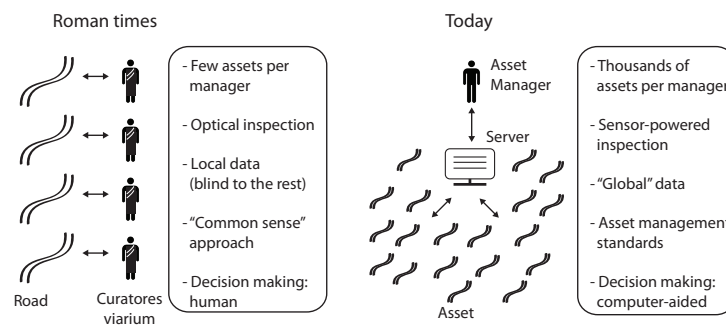 Roman times
- Few assets per
manager
- Optical inspection
- Local data
(blind to the rest)
- “Common sense”
approach
- Decision making:
human
Road
Curatores
viarium
Today
Asset
Manager
Server
Asset
- Thousands of
assets per manager
- Sensor-powered
inspection
- “Global” data
- Asset management
standards
- Decision making:
computer-aided